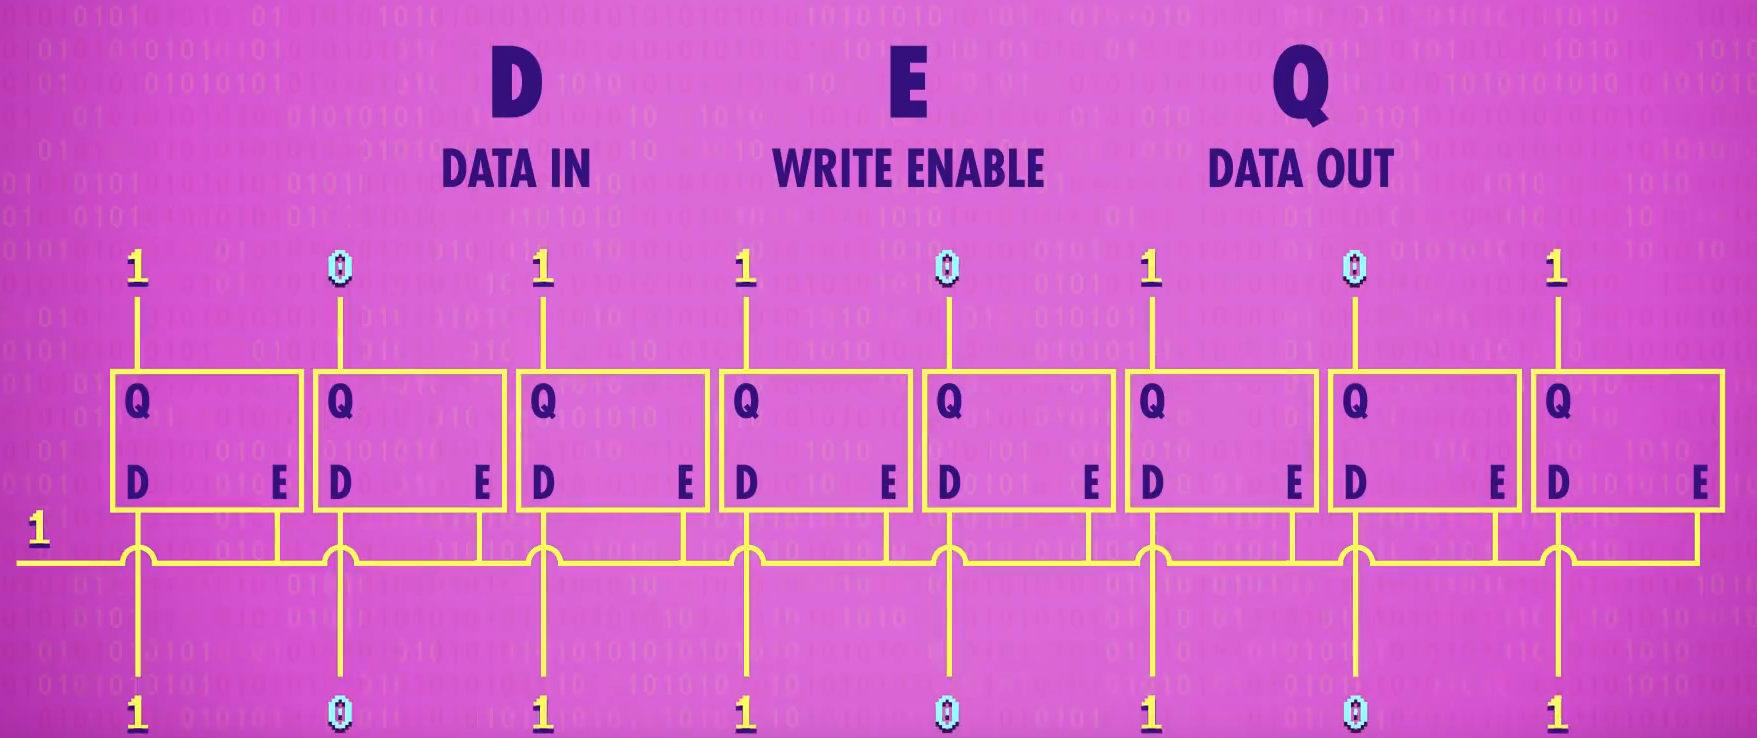 D E Q
DATA IN WRITE ENABLE DATA OUT
1 0 1 1 0 1 0 1
Q Q Q Q Q Q Q Q
D E D E D E D E D E D E D E D E
1
1 0 1 1 0 1 0 1